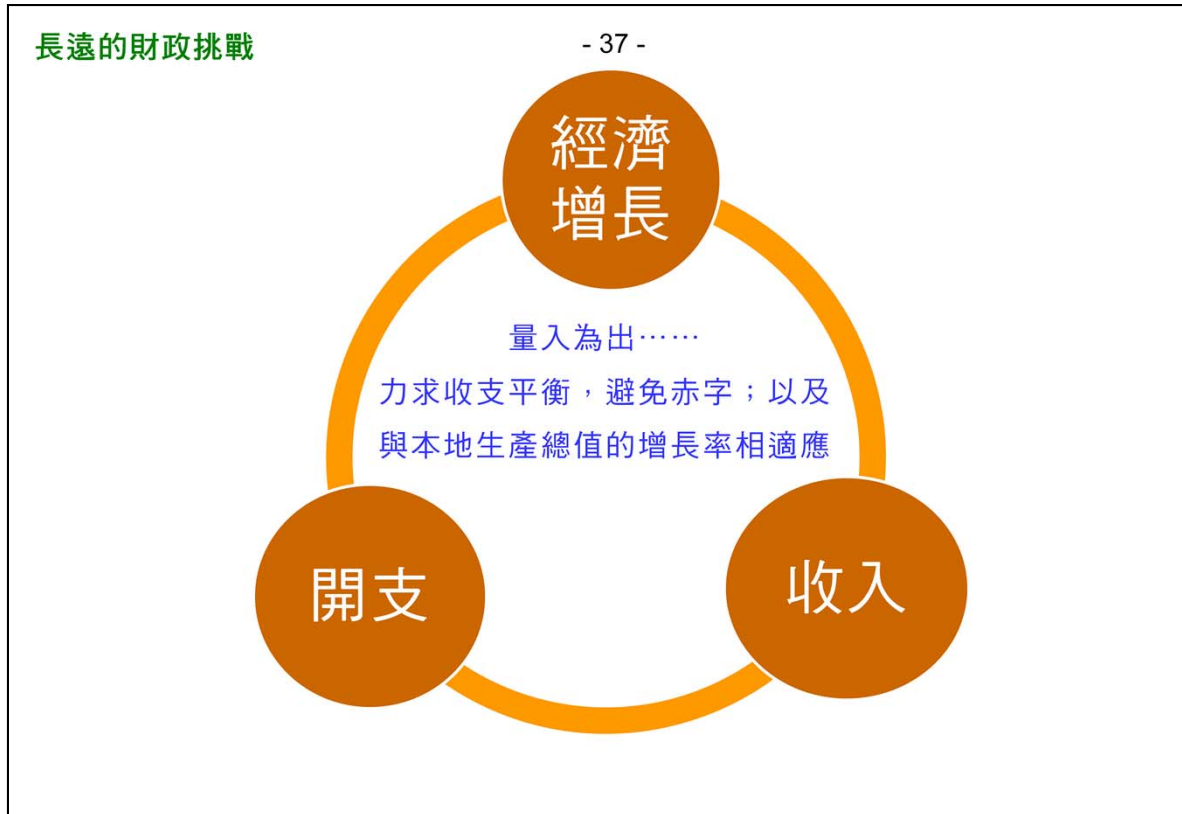 長遠的財政挑戰
- 37 -
經濟
增長
量入為出⋯⋯
力求收支平衡，避免赤字；以及
與本地生產總值的增長率相適應
開支
收入